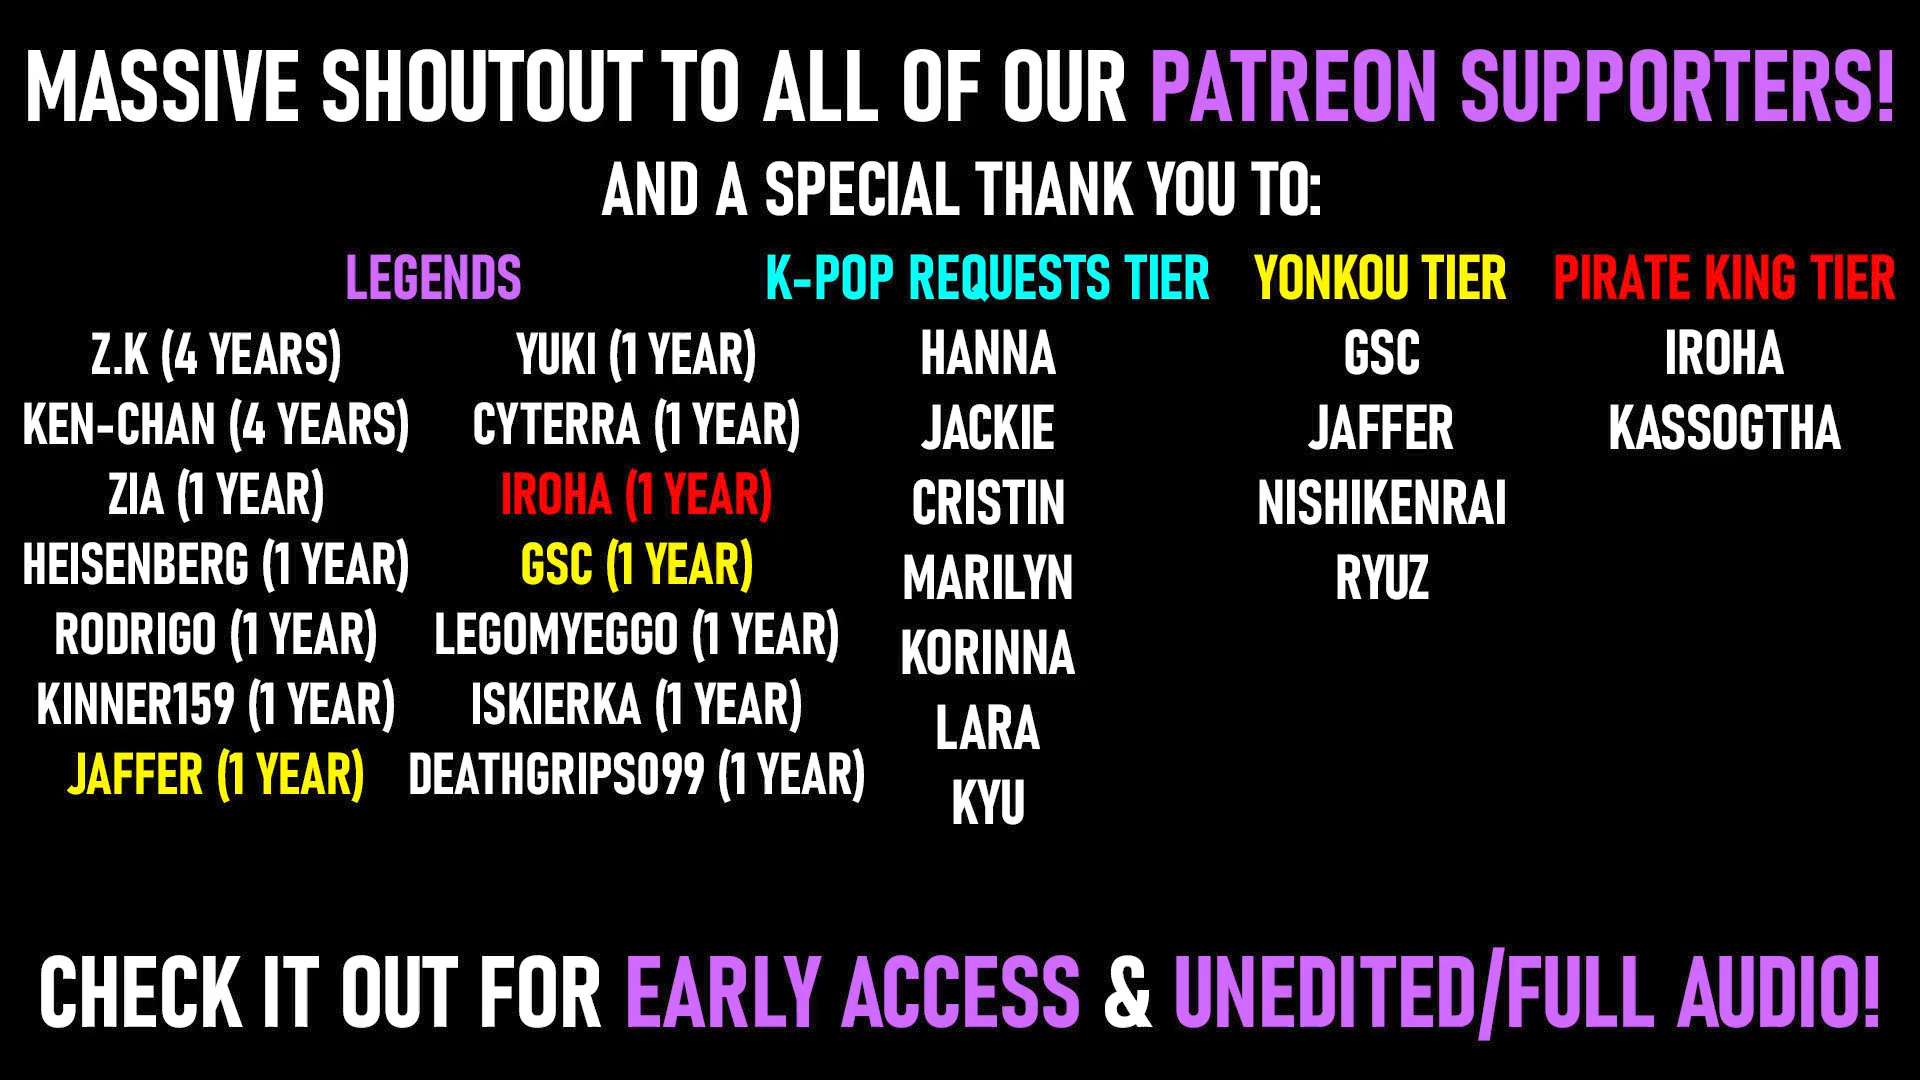 MASSIVE SHOUTOUT TO ALL OF OUR PATREON SUPPORTERS!
AND A SPECIAL THANK YOU TO:
LEGENDS
Z.K (4 YEARS)
KEN-CHAN (4 YEARS)
ZIA (1 YEAR)
HEISENBERG (1 YEAR)
RODRIGO (1 YEAR)
KINNER159 (1 YEAR)
JAFFER (1 YEAR)
YUKI (1 YEAR)
CYTERRA (1 YEAR)
IROHA (1 YEAR)
GSC (1 YEAR)
LEGOMYEGGO (1 YEAR)
ISKIERKA (1 YEAR)
DEATHGRIPS099 (1 YEAR)
K-POP REQUESTS TIER
HANNA
JACKIE
CRISTIN
MARILYN
KORINNA
LARA
KYU
YONKOU TIER
GSC
JAFFER
NISHIKENRAI
RYUZ
PIRATE KING TIER
IROHA
KASSOGTHA
CHECK IT OUT FOR EARLY ACCESS & UNEDITED/FULL AUDIO!